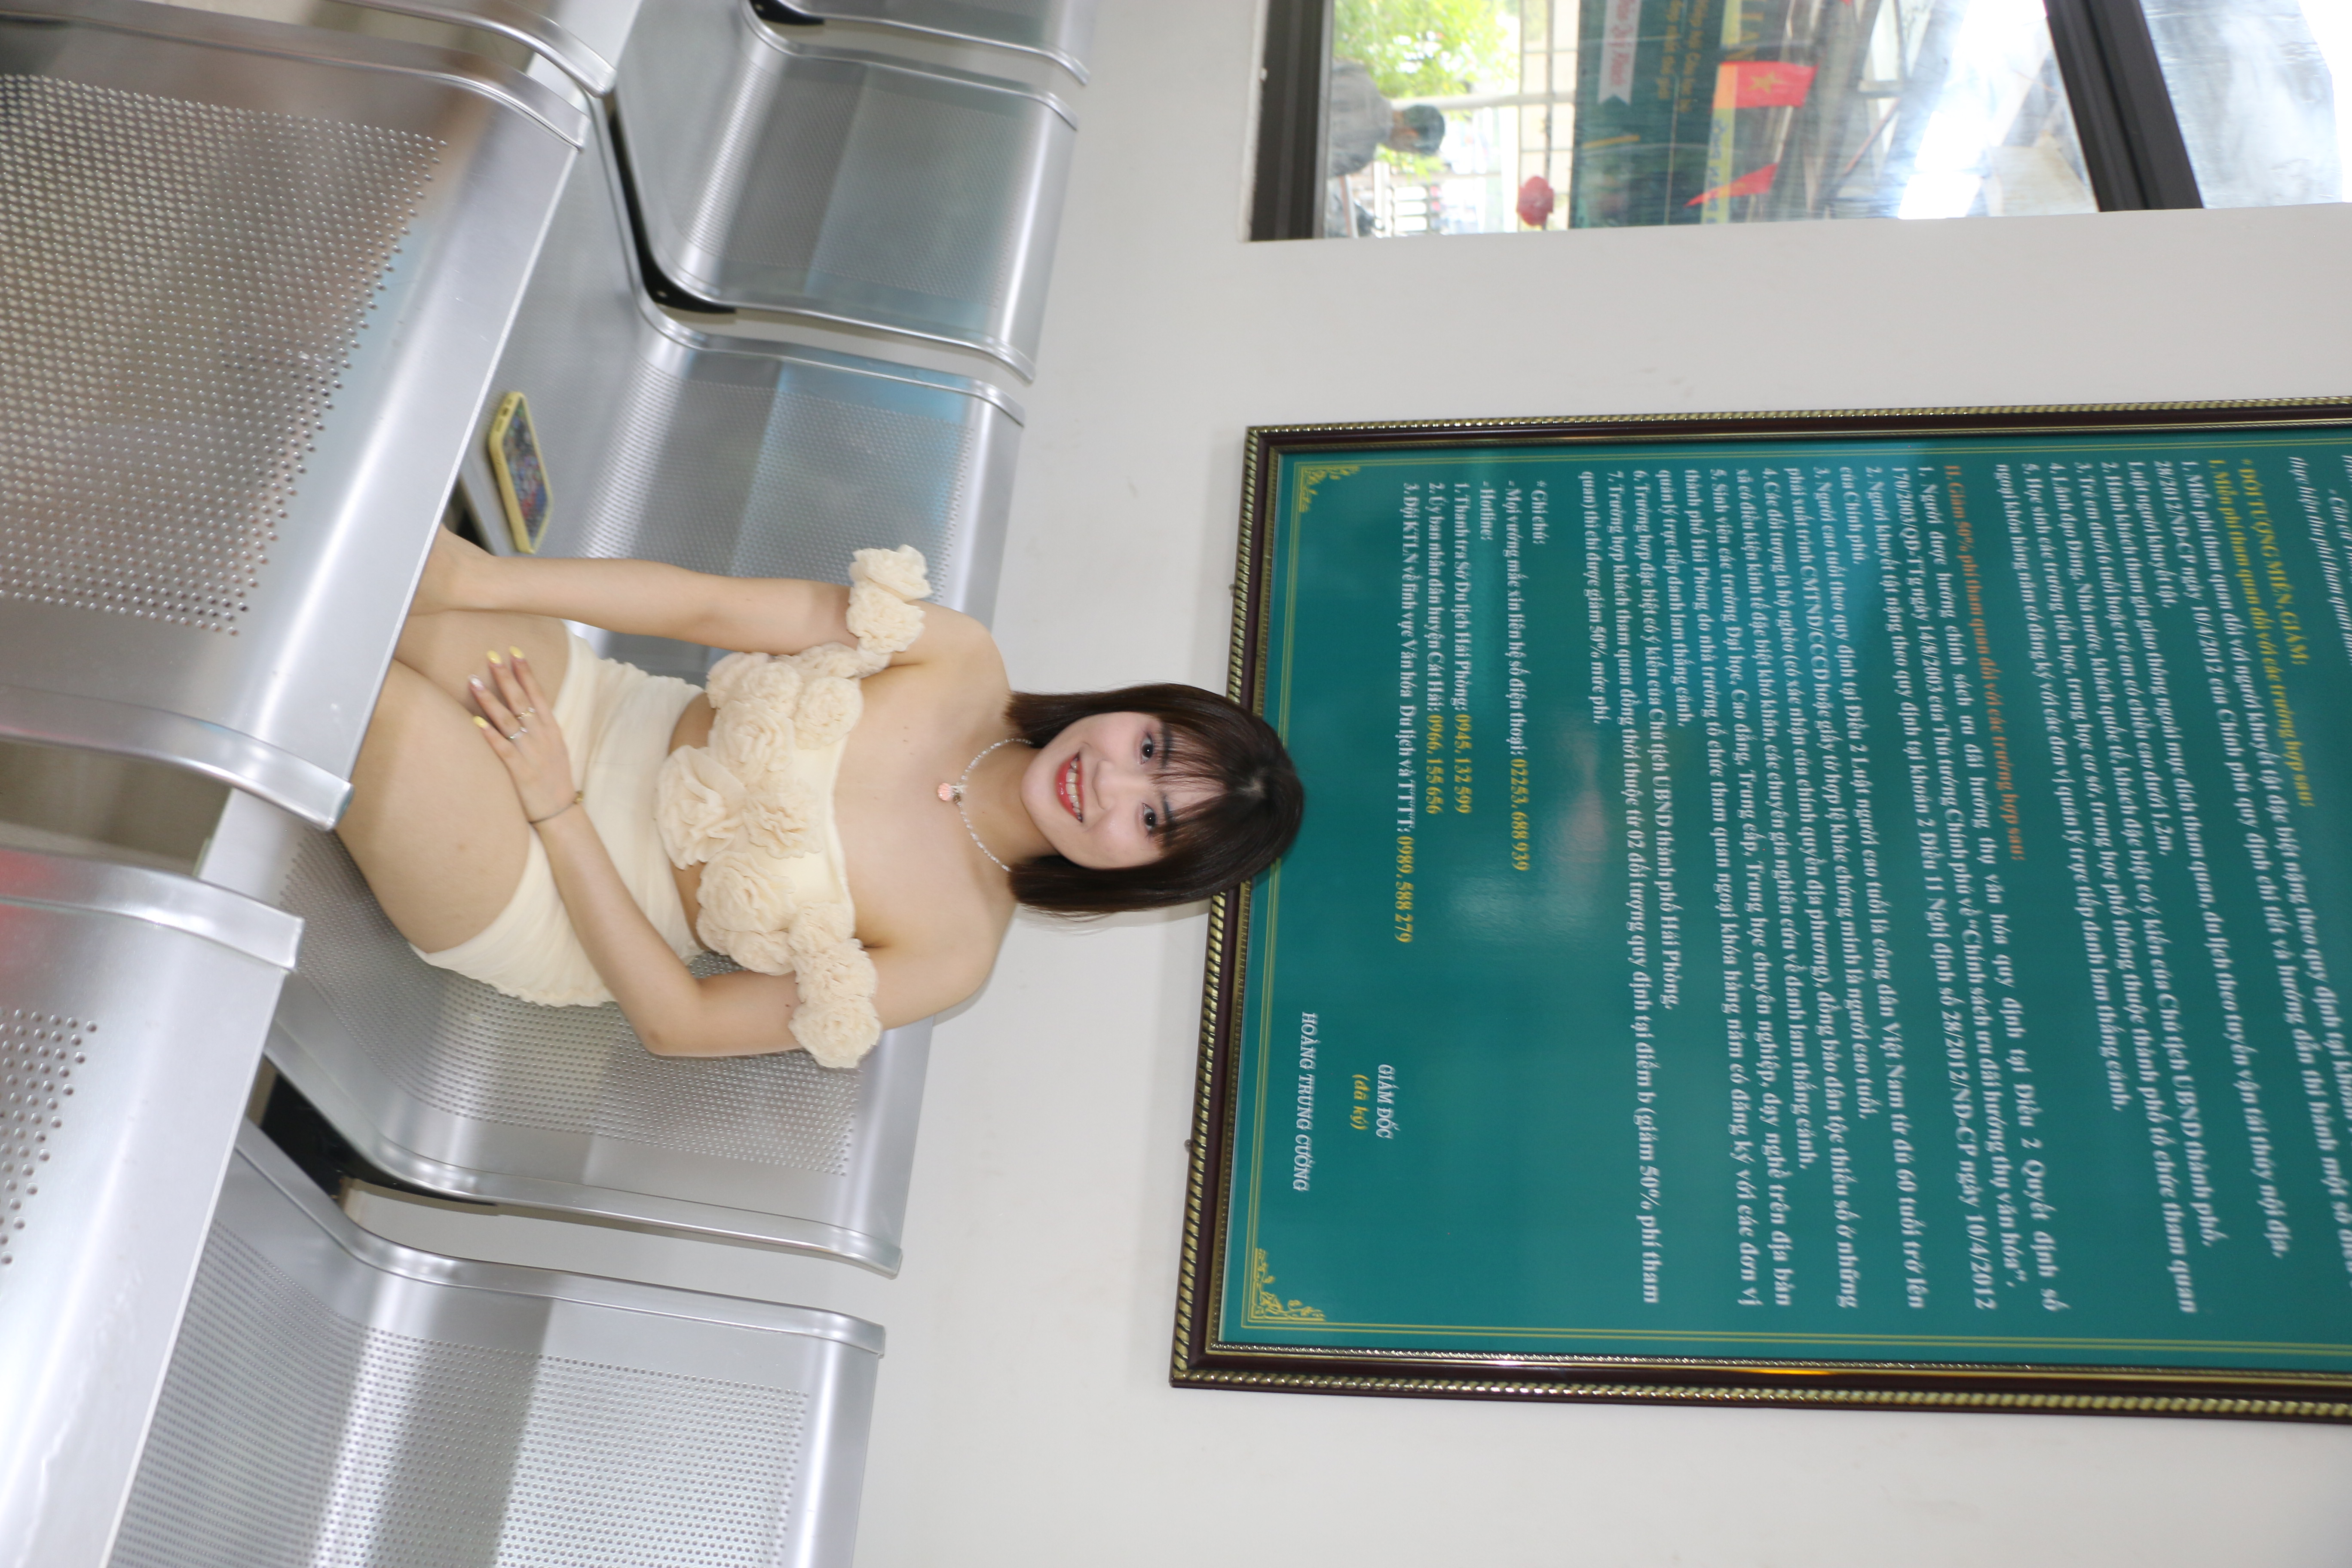 - Căn cứ
thực hiện thu phí tham quan
* ĐỐI TƯỢNG MIỄN, GIẢM:
I. Miễn phí tham quan đối với các trường hợp sau:
1. Miễn phí tham quan đối với người khuyết tật đặc biệt nặng theo quy định tại khoản
28/2012/NĐ-CP ngày 10/4/2012 của Chính phủ quy định chi tiết và hướng dẫn thi hành một số điều
Luật người khuyết tật.
2. Hành khách tham gia giao thông ngoài mục đích tham quan, du lịch theo tuyến vận tải thủy nội địa.
3. Trẻ em dưới 6 tuổi hoặc trẻ em có chiều cao dưới 1,2m.
4. Lãnh đạo Đảng, Nhà nước, khách quốc tế, khách đặc biệt có ý kiến của Chủ tịch UBND thành phố.
5. Học sinh các trường tiểu học, trung học cơ sở, trung học phổ thông thuộc thành phố tổ chức tham quan
ngoại khóa hàng năm có đăng ký với các đơn vị quản lý trực tiếp danh lam thắng cảnh.
II. Giảm 50% phí tham quan đối với các trường hợp sau:
1. Người được hưởng chính sách ưu đãi hưởng thụ văn hóa quy định tại Điều 2 Quyết định số
170/2003/QĐ-TTg ngày 14/8/2003 của Thủ tướng Chính phủ về "Chính sách ưu đãi hưởng thụ văn hóa".
2. Người khuyết tật nặng theo quy định tại khoản 2 Điều 11 Nghị định số 28/2012/NĐ-CP ngày 10/4/2012
của Chính phủ.
3. Người cao tuổi theo quy định tại Điều 2 Luật người cao tuổi là công dân Việt Nam từ đủ 60 tuổi trở lên
phải xuất trình CMTND/CCCD hoặc giấy tờ hợp lệ khác chứng minh là người cao tuổi.
4. Các đối tượng là hộ nghèo (có xác nhận của chính quyền địa phương), đồng bào dân tộc thiểu số ở những
xã có điều kiện kinh tế đặc biệt khó khăn, các chuyên gia nghiên cứu về danh lam thắng cảnh.
5. Sinh viên các trường Đại học, Cao đẳng, Trung cấp, Trung học chuyên nghiệp, dạy nghề trên địa bàn
thành phố Hải Phòng do nhà trường tổ chức tham quan ngoại khóa hàng năm có đăng ký với các đơn vị
quản lý trực tiếp danh lam thắng cảnh.
6. Trường hợp đặc biệt có ý kiến của Chủ tịch UBND thành phố Hải Phòng.
7. Trường hợp khách tham quan đồng thời thuộc từ 02 đối tượng quy định tại điểm b (giảm 50% phí tham
quan) thì chỉ được giảm 50% mức phí.
* Ghi chú:
- Mọi vướng mắc xin liên hệ số điện thoại: 02253. 688 939
- Hotline:
1. Thanh tra Sở Du lịch Hải Phòng: 0945. 132 599
2. Ủy ban nhân dân huyện Cát Hải: 0966. 155 656
3. Đội KTLN về lĩnh vực Văn hóa Du lịch và TTTT: 0989. 588 279
GIÁM ĐỐC
(đã ký)
HOÀNG TRUNG CƯỜNG